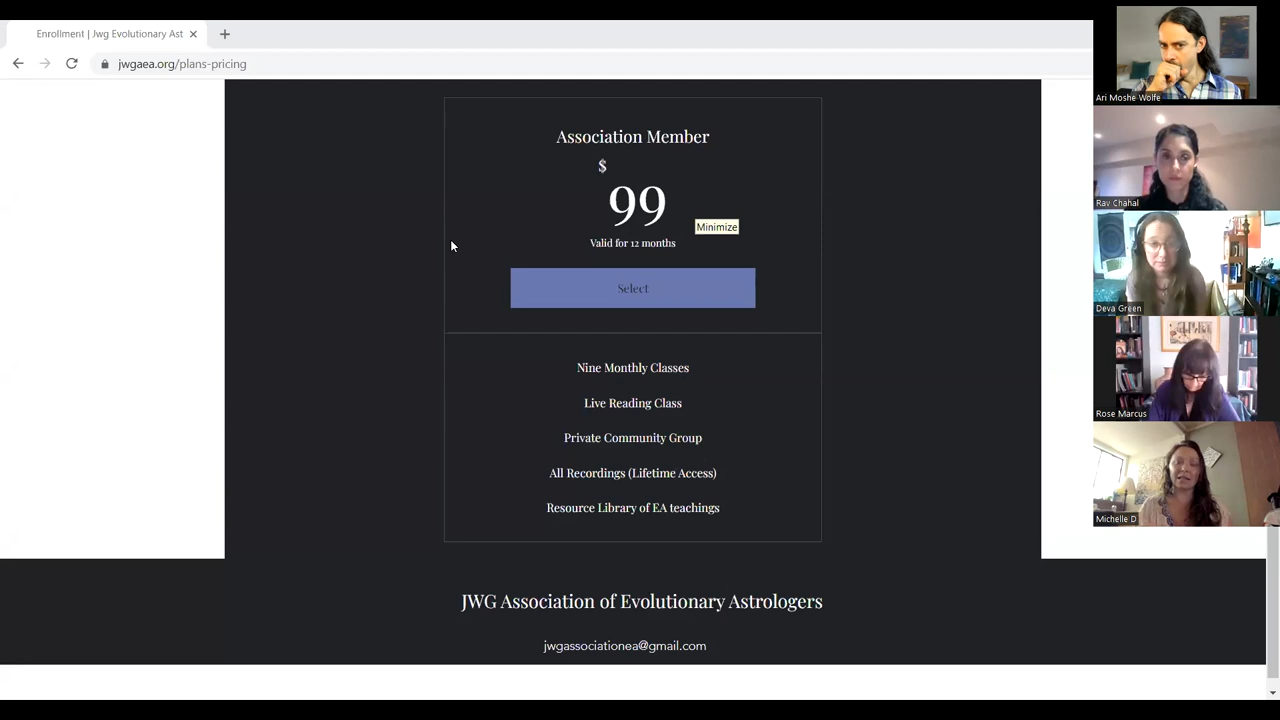 Enrollment | Jwg Evolutionary Ast
jwgaea.org/plans-pricing
Association Member
$
99
Minimize
Valid for 12 months
Select
Nine Monthly Classes
Live Reading Class
Private Community Group
All Recordings (Lifetime Access)
Resource Library of EA teachings
JWG Association of Evolutionary Astrologers
jwgassociationea@gmail.com
Ari Moshe Wolfe
Rav Chahal
Deva Green
Rose Marcus
Michelle D